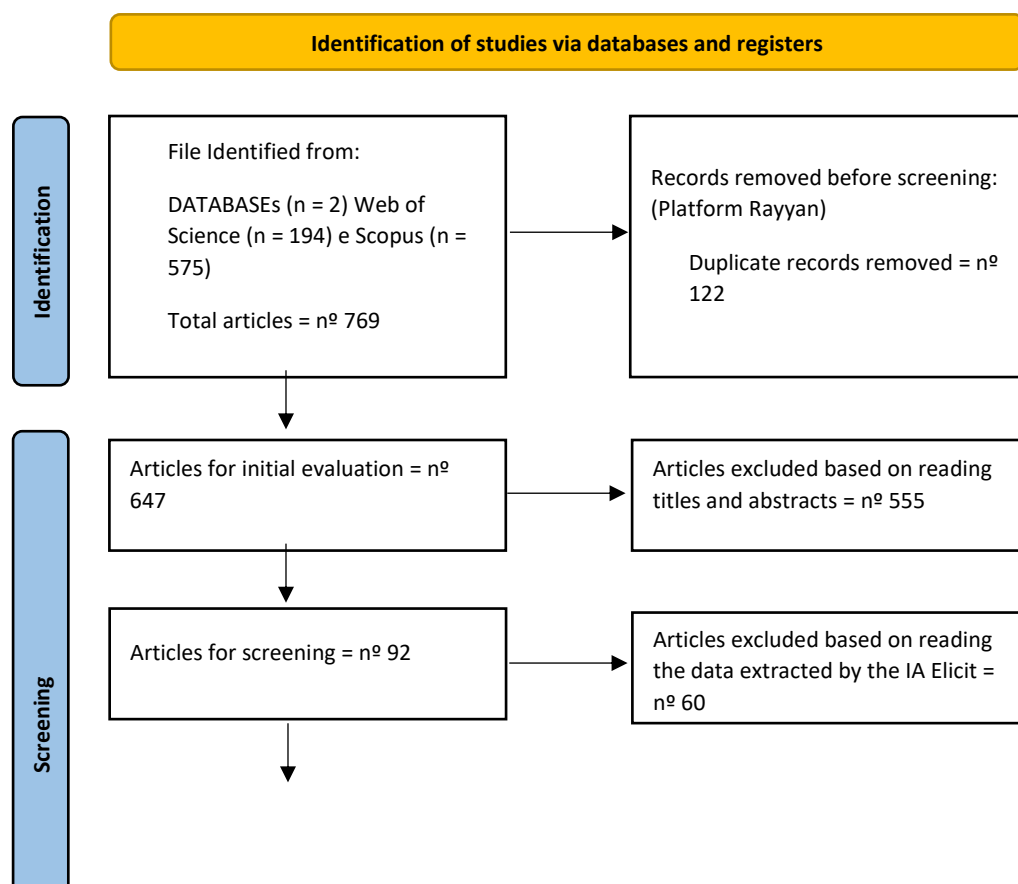 Identification of studies via databases and registers
Identification
File Identified from:
DATABASEs (n = 2) Web of
Science (n = 194) e Scopus (n =
575)
Total articles = nº 769
Records removed before screening:
(Platform Rayyan)
Duplicate records removed = nº
122
Screening
Articles for initial evaluation = nº
647
Articles excluded based on reading
titles and abstracts = nº 555
Articles for screening = nº 92
Articles excluded based on reading
the data extracted by the IA Elicit =
nº 60